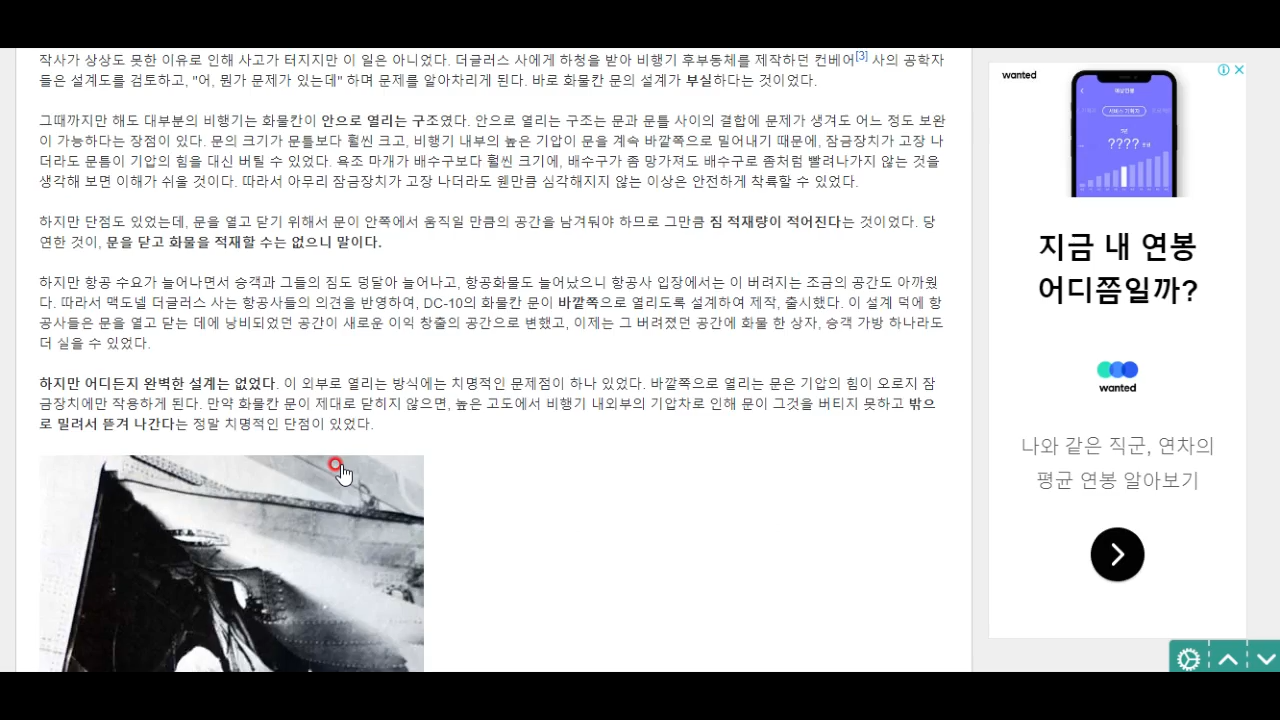 작사가 상상도 못한 이유로 인해 사고가 터지지만 이 일은 아니었다. 더글러스 사에게 하청을 받아 비행기 후부동체를 제작하던 컨베어[3] 사의 공학자
들은 설계도를 검토하고, "어, 뭔가 문제가 있는데" 하며 문제를 알아차리게 된다. 바로 화물칸 문의 설계가 부실하다는 것이었다.
그때까지만 해도 대부분의 비행기는 화물칸이 안으로 열리는 구조였다. 안으로 열리는 구조는 문과 문틀 사이의 결합에 문제가 생겨도 어느 정도 보완
이 가능하다는 장점이 있다. 문의 크기가 문틀보다 훨씬 크고, 비행기 내부의 높은 기압이 문을 계속 바깥쪽으로 밀어내기 때문에, 잠금장치가 고장 나
더라도 문틀이 기압의 힘을 대신 버틸 수 있었다. 욕조 마개가 배수구보다 훨씬 크기에, 배수구가 좀 망가져도 배수구로 좀처럼 빨려나가지 않는 것을
생각해 보면 이해가 쉬울 것이다. 따라서 아무리 잠금장치가 고장 나더라도 웬만큼 심각해지지 않는 이상은 안전하게 착륙할 수 있었다.
하지만 단점도 있었는데, 문을 열고 닫기 위해서 문이 안쪽에서 움직일 만큼의 공간을 남겨둬야 하므로 그만큼 짐 적재량이 적어진다는 것이었다. 당
연한 것이, 문을 닫고 화물을 적재할 수는 없으니 말이다.
하지만 항공 수요가 늘어나면서 승객과 그들의 짐도 덩달아 늘어나고, 항공화물도 늘어났으니 항공사 입장에서는 이 버려지는 조금의 공간도 아까웠
다. 따라서 맥도넬 더글러스 사는 항공사들의 의견을 반영하여, DC-10의 화물칸 문이 바깥쪽으로 열리도록 설계하여 제작, 출시했다. 이 설계 덕에 항
공사들은 문을 열고 닫는 데에 낭비되었던 공간이 새로운 이익 창출의 공간으로 변했고, 이제는 그 버려졌던 공간에 화물 한 상자, 승객 가방 하나라도
더 실을 수 있었다.
하지만 어디든지 완벽한 설계는 없었다. 이 외부로 열리는 방식에는 치명적인 문제점이 하나 있었다. 바깥쪽으로 열리는 문은 기압의 힘이 오로지 잠
금장치에만 작용하게 된다. 만약 화물칸 문이 제대로 닫히지 않으면, 높은 고도에서 비행기 내외부의 기압차로 인해 문이 그것을 버티지 못하고 밖으
로 밀려서 뜯겨 나간다는 정말 치명적인 단점이 있었다.
wanted
????
지금 내 연봉
어디쯤일까?
wanted
나와 같은 직군, 연차의
평균 연봉 알아보기